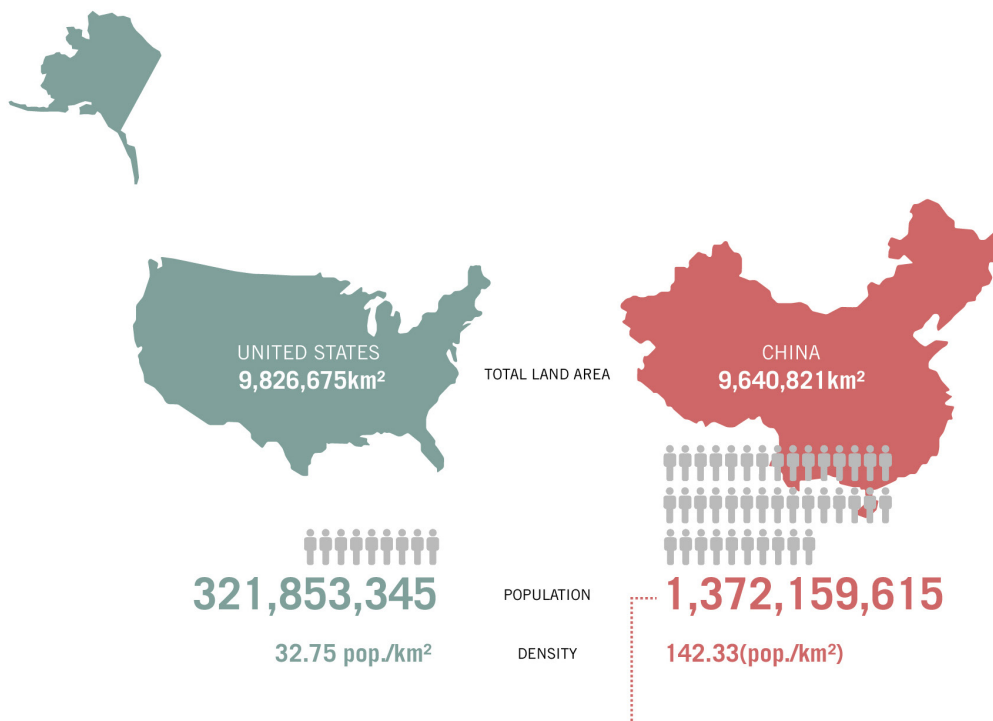 UNITED STATES
9,826,675km²
TOTAL LAND AREA
CHINA
9,640,821km²
321,853,345
POPULATION
1,372,159,615
32.75 pop./km²
DENSITY
142.33(pop./km²)